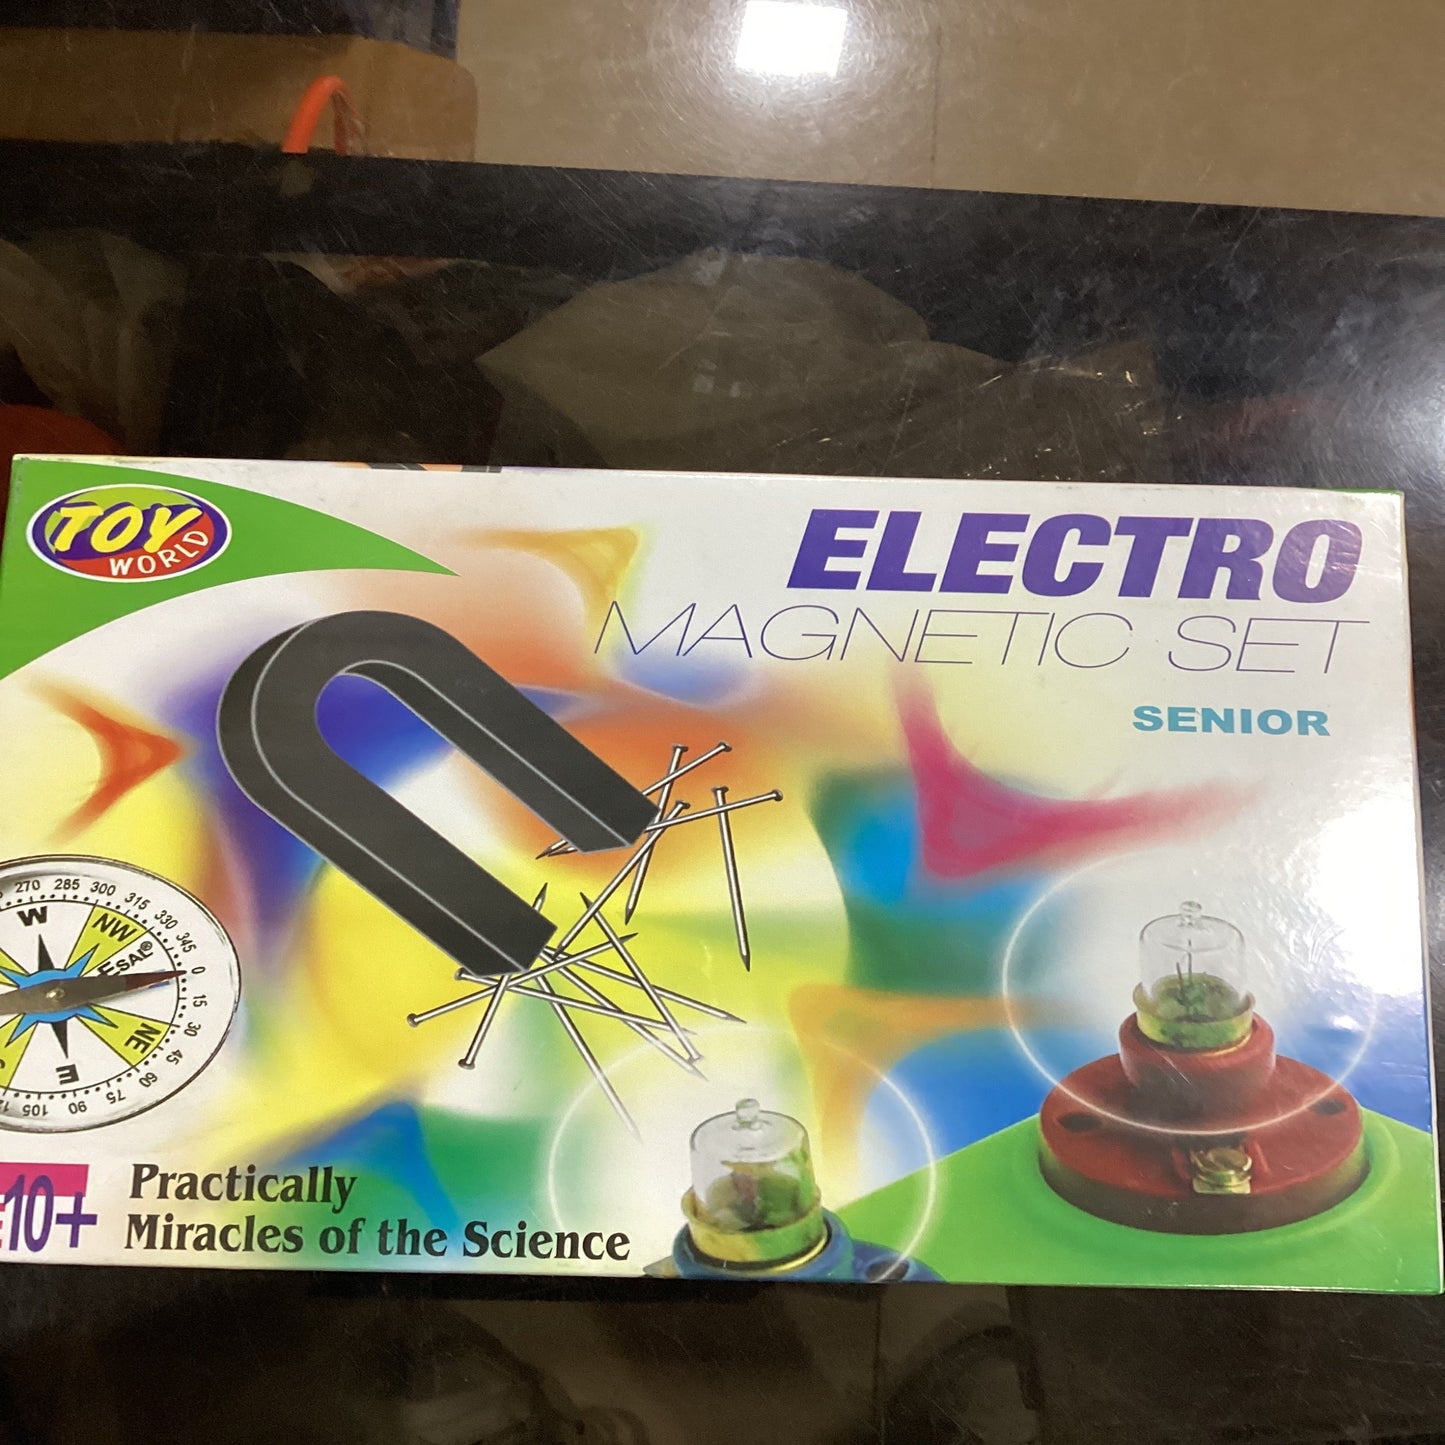 TOY
WORLD
ELECTRO
MAGNETIC SET
SENIOR
270 285 300 315 330 345 0 15 30 45 60 75 90 105
W
NW
NE
E
10+
Practically
Miracles of the Science